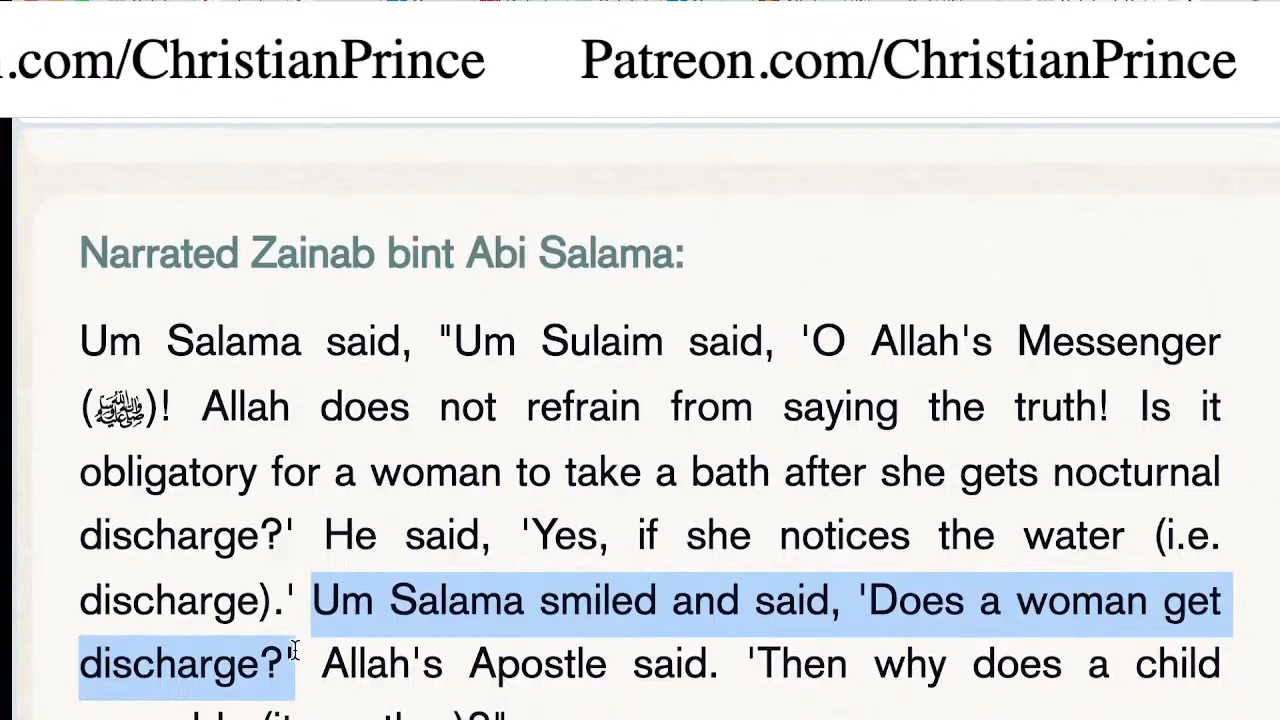 .com/ChristianPrince Patreon.com/ChristianPrince
Narrated Zainab bint Abi Salama:
Um Salama said, "Um Sulaim said, 'O Allah's Messenger
(ﷺ)! Allah does not refrain from saying the truth! Is it
obligatory for a woman to take a bath after she gets nocturnal
discharge?' He said, 'Yes, if she notices the water (i.e.
discharge).' Um Salama smiled and said, 'Does a woman get
discharge?' Allah's Apostle said. 'Then why does a child